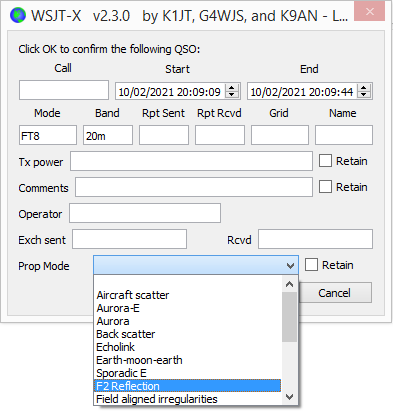 WSJT-X v2.3.0 by K1JT, G4WJS, and K9AN - L...
Click OK to confirm the following QSO:
Call Start End
10/02/2021 20:09:09 10/02/2021 20:09:44
Mode Band Rpt Sent Rpt Rcvd Grid Name
FT8 20m
Tx power Retain
Comments Retain
Operator
Exch sent Rcvd
Prop Mode Retain
Cancel
Aircraft scatter
Aurora-E
Aurora
Back scatter
Echolink
Earth-moon-earth
Sporadic E
F2 Reflection
Field aligned irregularities